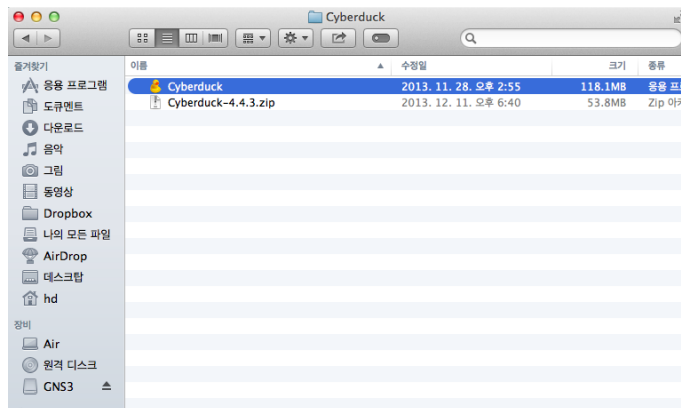 Cyberduck
즐겨찾기
이름
수정일
크기
종류
응용 프로그램
Cyberduck
2013. 11. 28. 오후 2:55
118.1MB
응용
도큐멘트
Cyberduck-4.4.3.zip
2013. 12. 11. 오후 6:40
53.8MB
Zip
다운로드
음악
그림
동영상
Dropbox
나의 모든 파일
AirDrop
데스크탑
hd
장비
Air
원격 디스크
GNS3